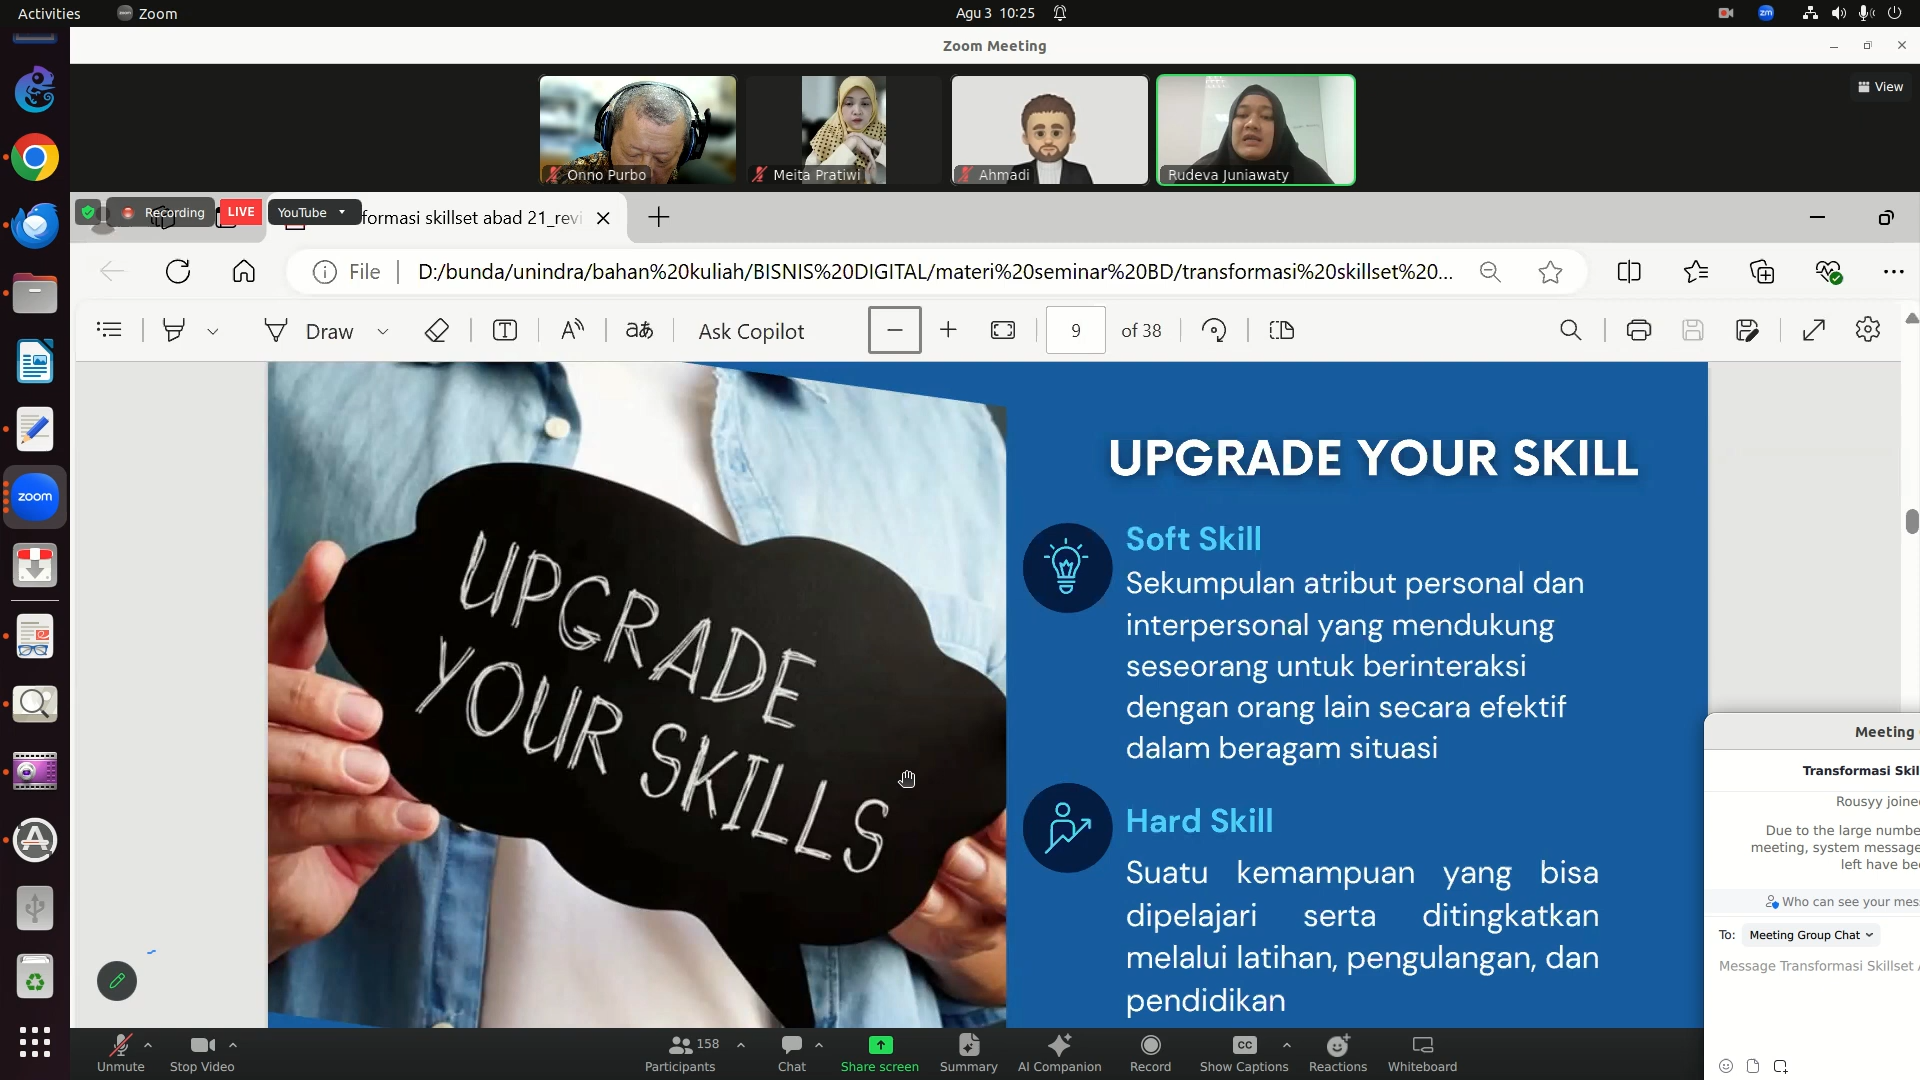 Activities
Zoom
Agu 3 10:25
zm
Zoom Meeting
Onno Purbo
Meita Pratiwi
Ahmadi
Rudeva Juniawaty
View
Recording
LIVE
YouTube
formasi skillset abad 21_revi
File
D:/bunda/unindra/bahan%20kuliah/BISNIS%20DIGITAL/materi%20seminar%20BD/transformasi%20skillset%20...
Draw
Ask Copilot
9
of 38
zoom
UPGRADE
YOUR SKILLS
UPGRADE YOUR SKILL
Soft Skill
Sekumpulan atribut personal dan
interpersonal yang mendukung
seseorang untuk berinteraksi
dengan orang lain secara efektif
dalam beragam situasi
Hard Skill
Suatu kemampuan yang bisa
dipelajari serta ditingkatkan
melalui latihan, pengulangan, dan
pendidikan
Meeting
Transformasi Skil
Rousyy joine
Due to the large numbe
meeting, system message
left have be
Who can see your mes
To:
Meeting Group Chat
Message Transformasi Skillset
Unmute
Stop Video
Participants
158
Chat
Share screen
Summary
AI Companion
Record
CC
Show Captions
Reactions
Whiteboard